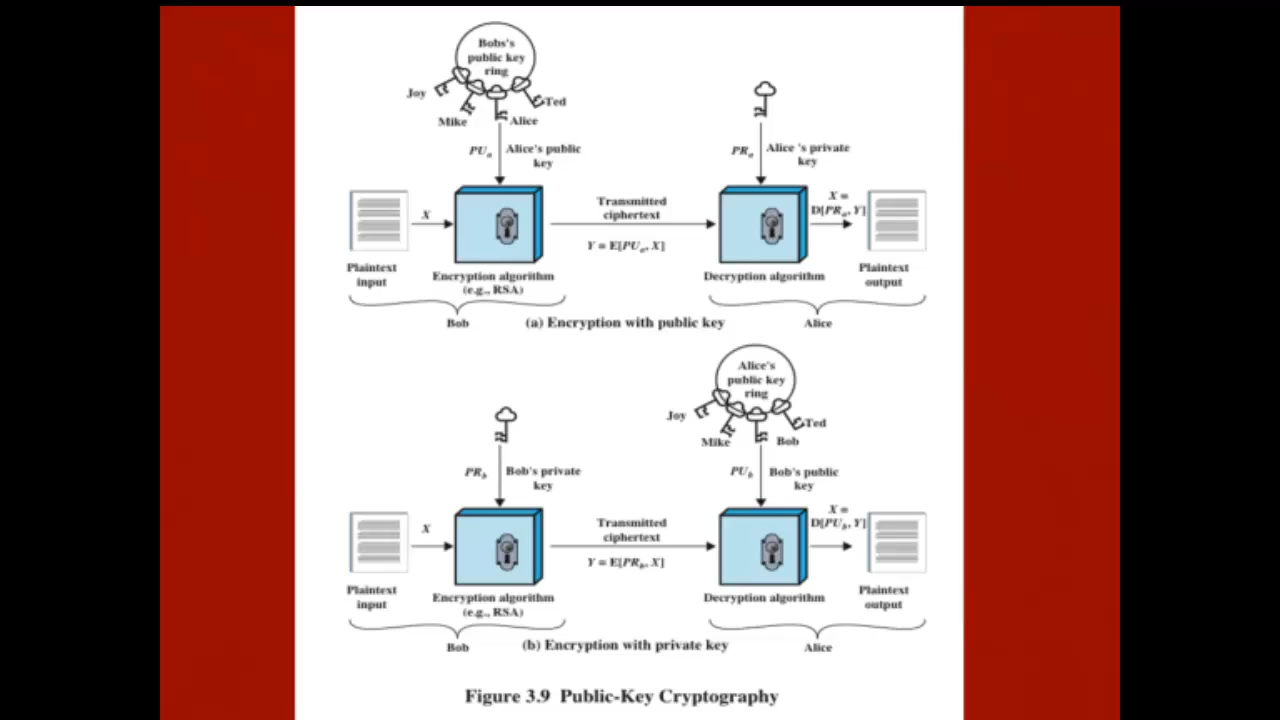 Bobs's
public key
ring
Joy
Ted
Mike
Alice
PUa
Alice's public
key
PRa
Alice 's private
key
X
Transmitted
ciphertext
X =
D[PRa, Y]
Y = E[PUa, X]
Plaintext
input
Encryption algorithm
(e.g., RSA)
Decryption algorithm
Plaintext
output
Bob
(a) Encryption with public key
Alice
Alice's
public key
ring
Joy
Ted
Mike
Bob
PRb
Bob's private
key
PUb
Bob's public
key
X
Transmitted
ciphertext
X =
D[PUb, Y]
Y = E[PRb, X]
Plaintext
input
Encryption algorithm
(e.g., RSA)
Decryption algorithm
Plaintext
output
Bob
(b) Encryption with private key
Alice
Figure 3.9 Public-Key Cryptography